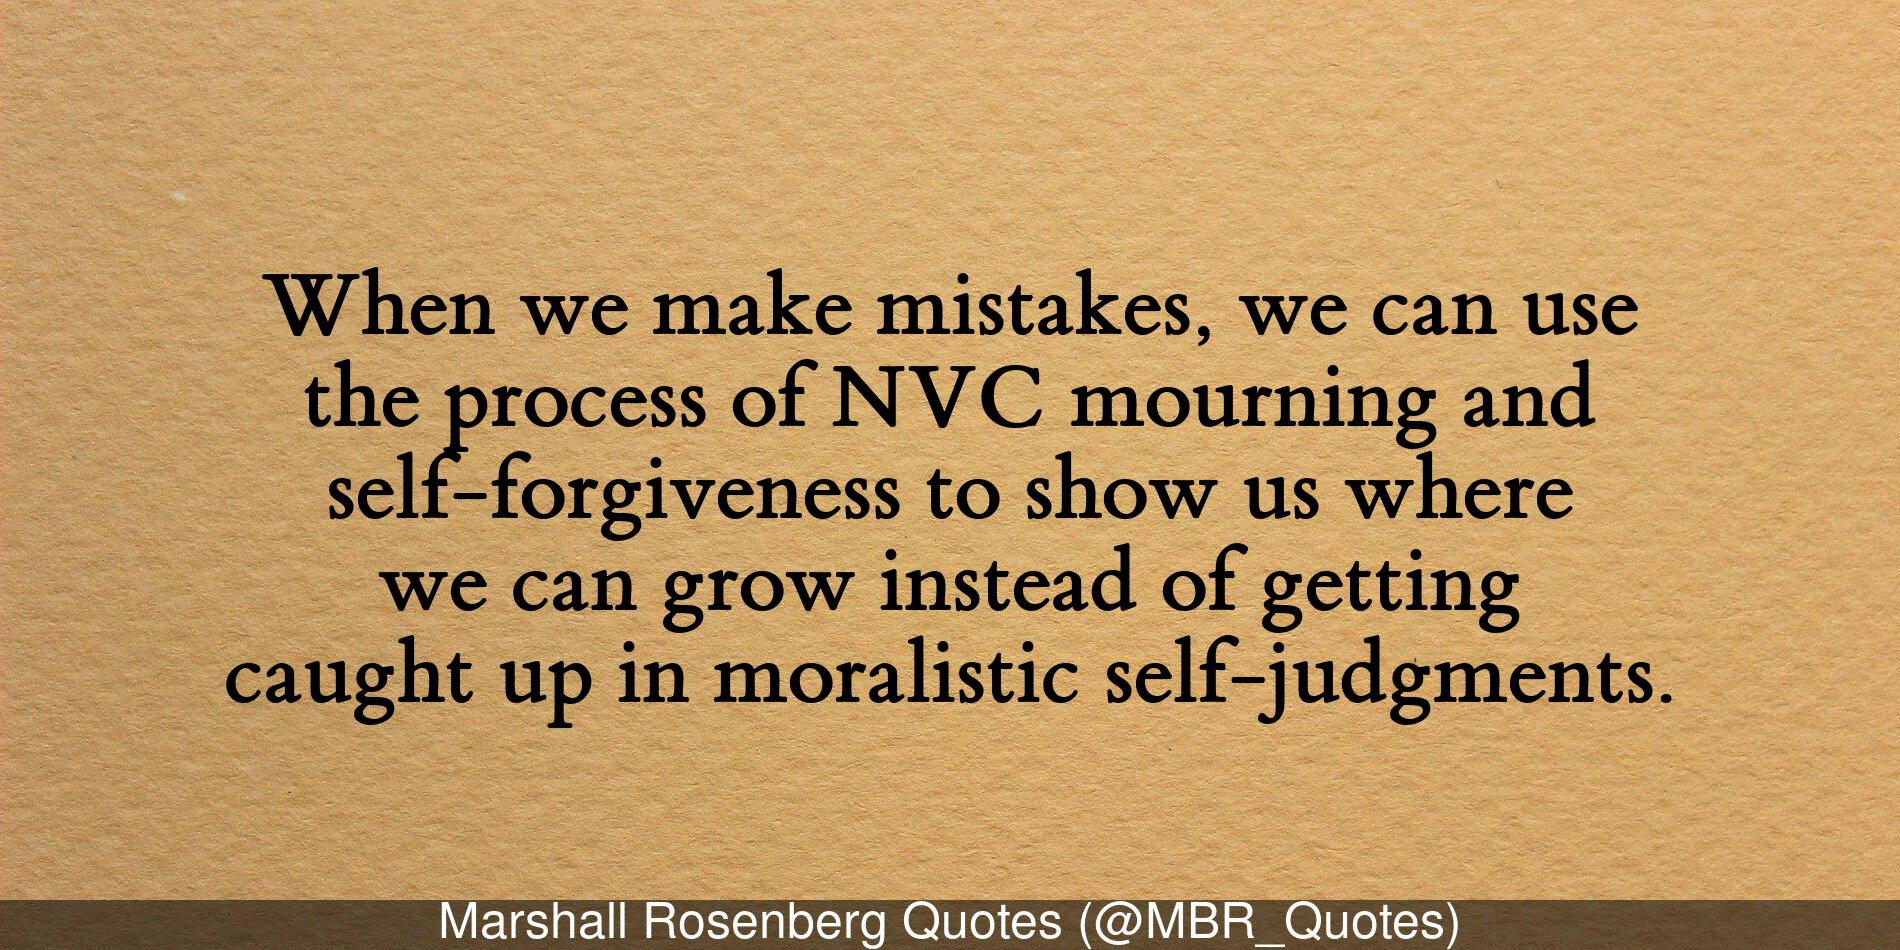 When we make mistakes, we can use
the process of NVC mourning and
self-forgiveness to show us where
we can grow instead of getting
caught up in moralistic self-judgments.
Marshall Rosenberg Quotes (@MBR_Quotes)